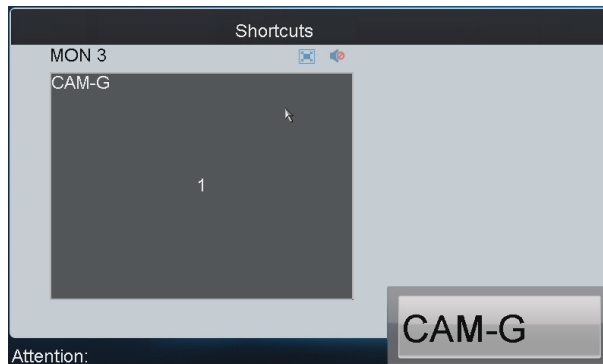 Shortcuts
MON 3
CAM-G
1
CAM-G
Attention: